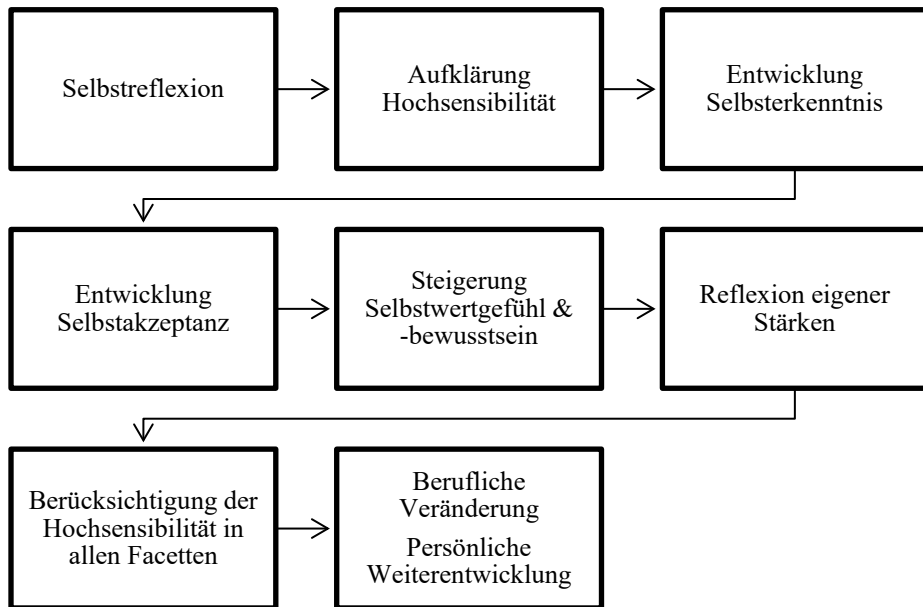 Selbstreflexion
Aufklärung
Hochsensibilität
Entwicklung
Selbsterkenntnis
Entwicklung
Selbstakzeptanz
Steigerung
Selbstwertgefühl &
-bewusstsein
Reflexion eigener
Stärken
Berücksichtigung der
Hochsensibilität in
allen Facetten
Berufliche
Veränderung
Persönliche
Weiterentwicklung